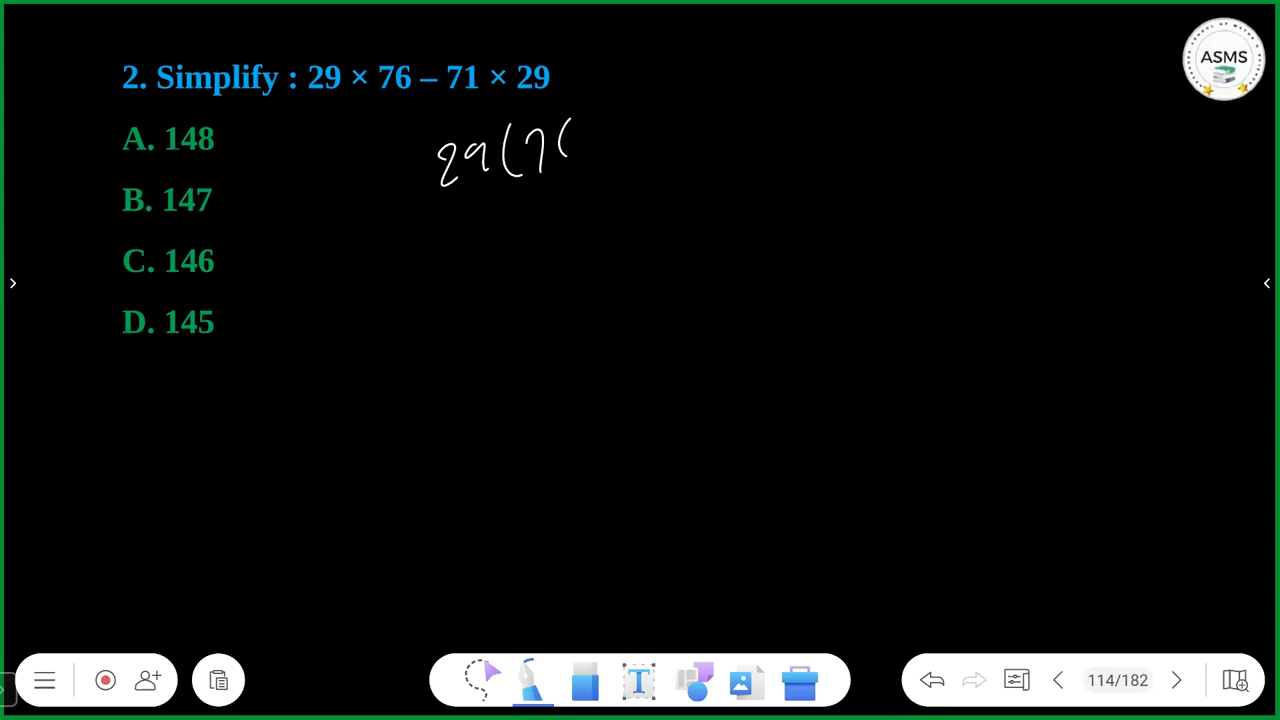 2. Simplify : 29 × 76 – 71 × 29
A. 148
29(7
B. 147
C. 146
D. 145
ASMS
114/182